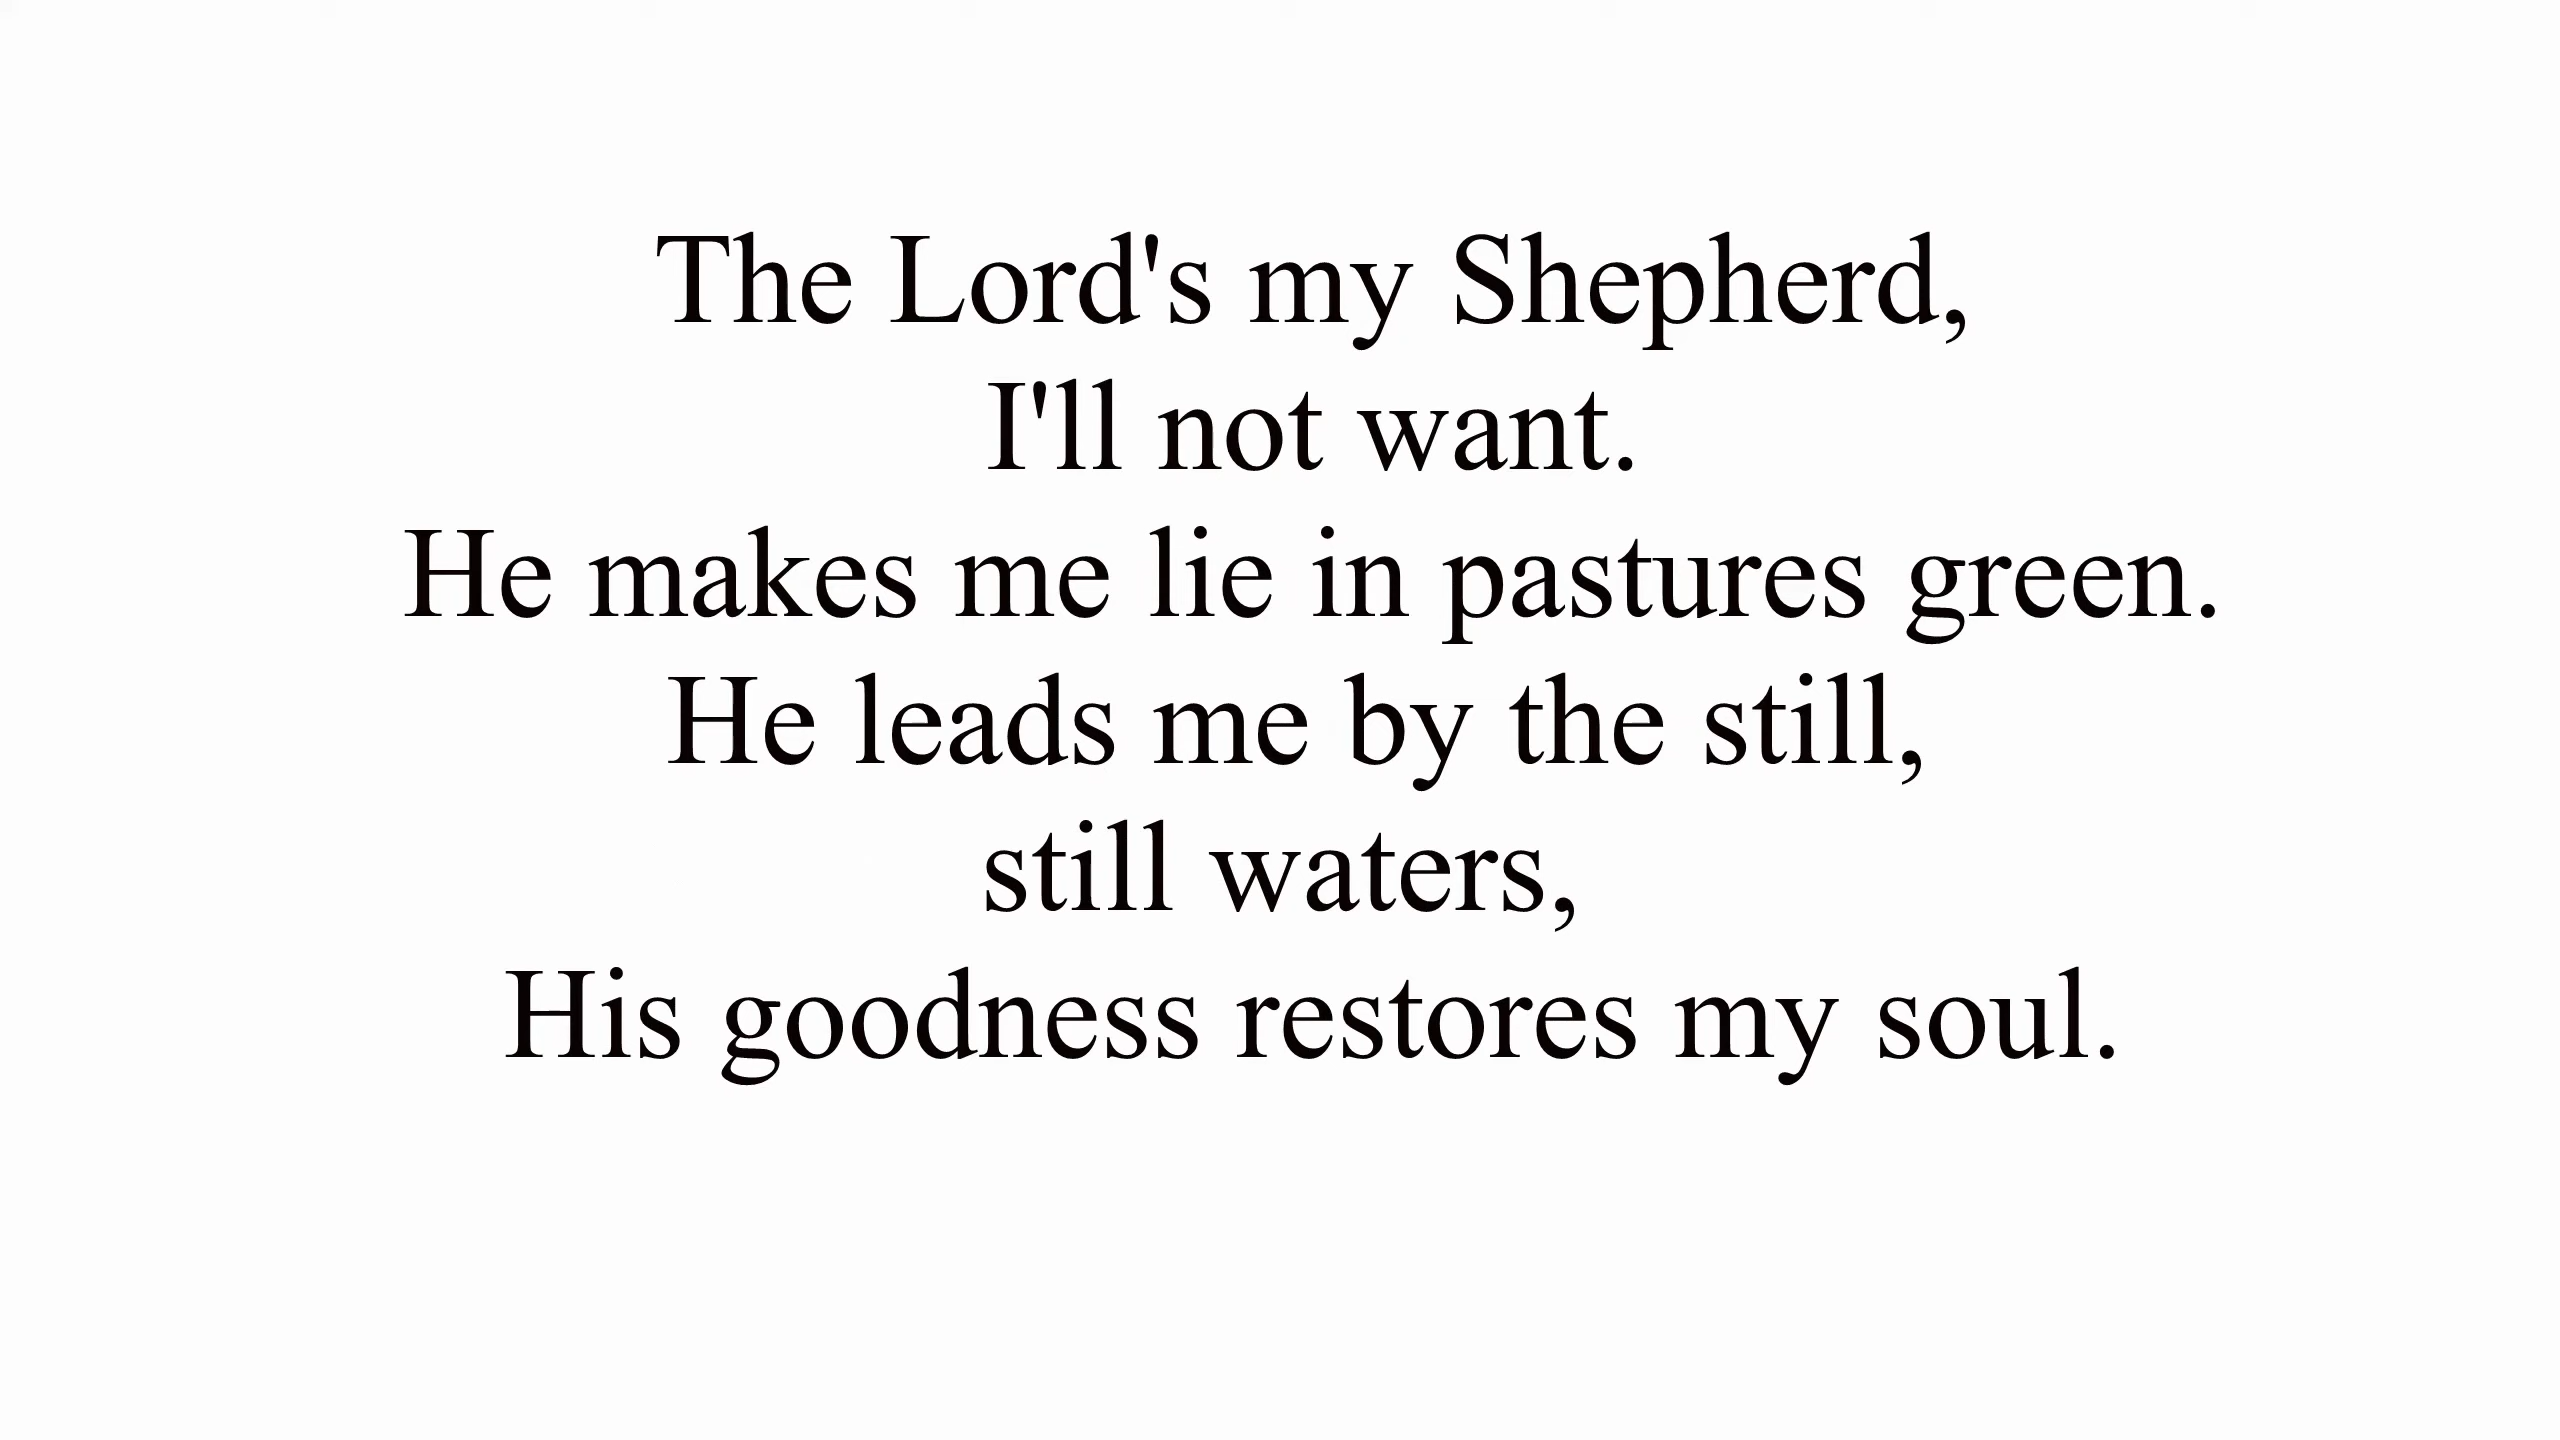 The Lord's my Shepherd,
I'll not want.
He makes me lie in pastures green.
He leads me by the still,
still waters,
His goodness restores my soul.